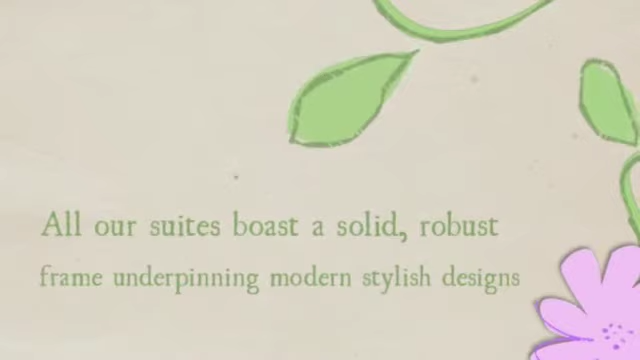 All our suites boast a solid, robust
frame underpinning modern stylish designs